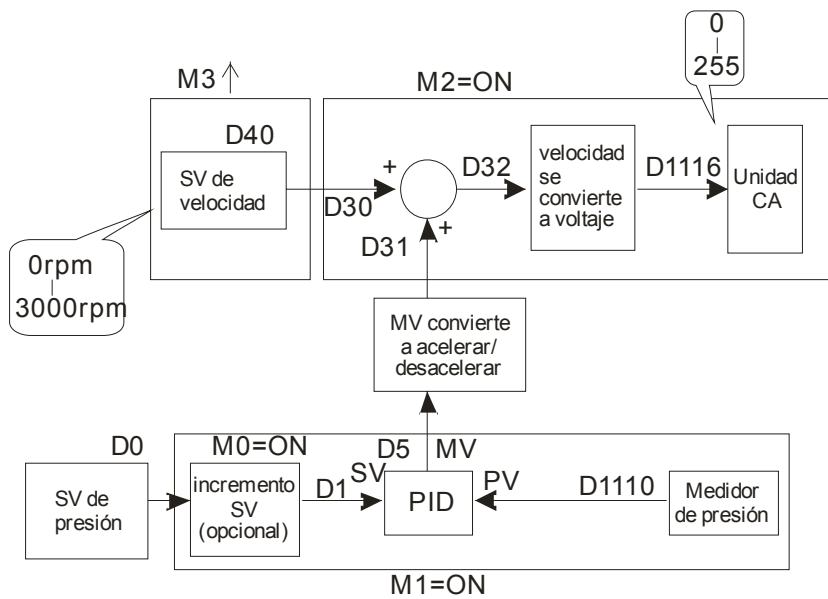 0
255
M3
M2=ON
D40
SV de
velocidad
+
D30
D32
velocidad
se
convierte
a voltaje
D1116
Unidad
CA
+
D31
0rpm
3000rpm
MV convierte
a acelerar/
desacelerar
D0
M0=ON
D5
MV
SV de
presión
incremento
SV
(opcional)
D1
SV
PID
PV
D1110
Medidor
de presión
M1=ON